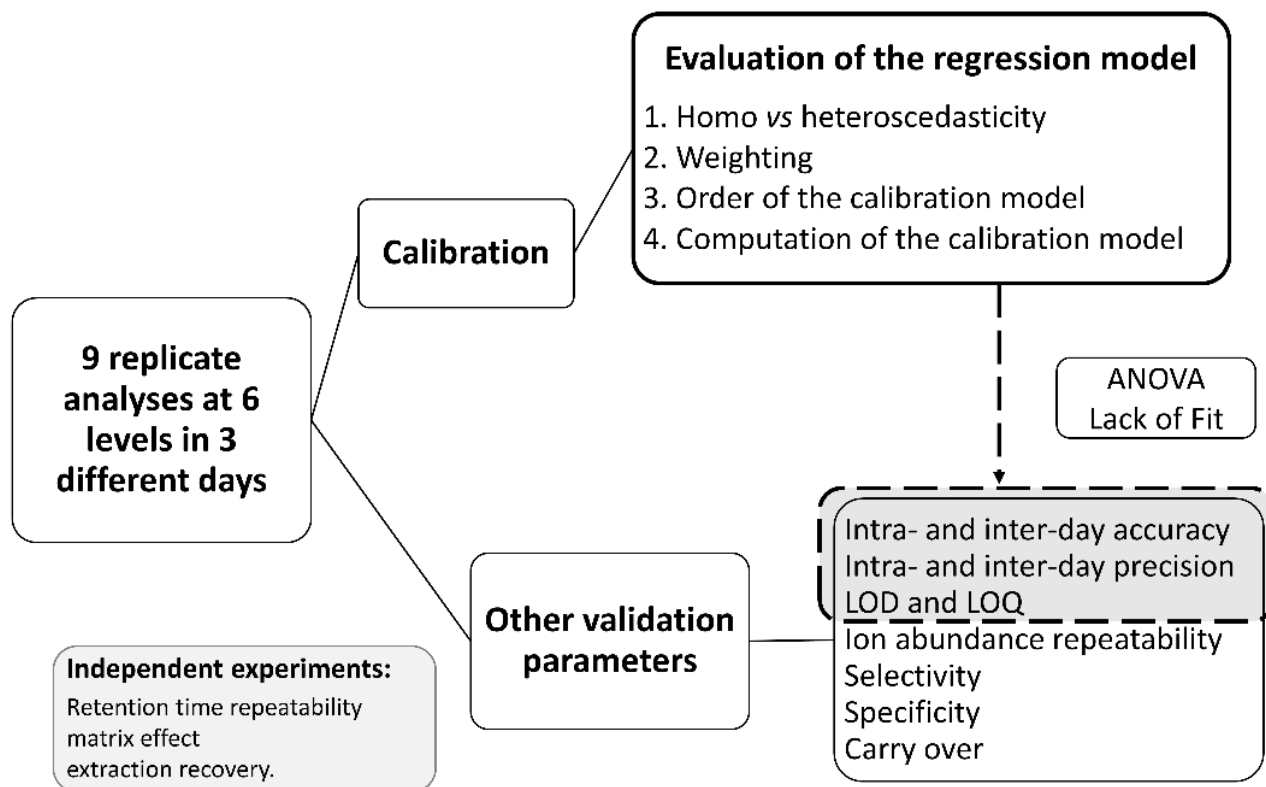 Evaluation of the regression model
1. Homo vs heteroscedasticity
2. Weighting
3. Order of the calibration model
4. Computation of the calibration model
Calibration
9 replicate
analyses at 6
levels in 3
different days
ANOVA
Lack of Fit
Intra- and inter-day accuracy
Intra- and inter-day precision
LOD and LOQ
Ion abundance repeatability
Selectivity
Specificity
Carry over
Other validation
parameters
Independent experiments:
Retention time repeatability
matrix effect
extraction recovery.